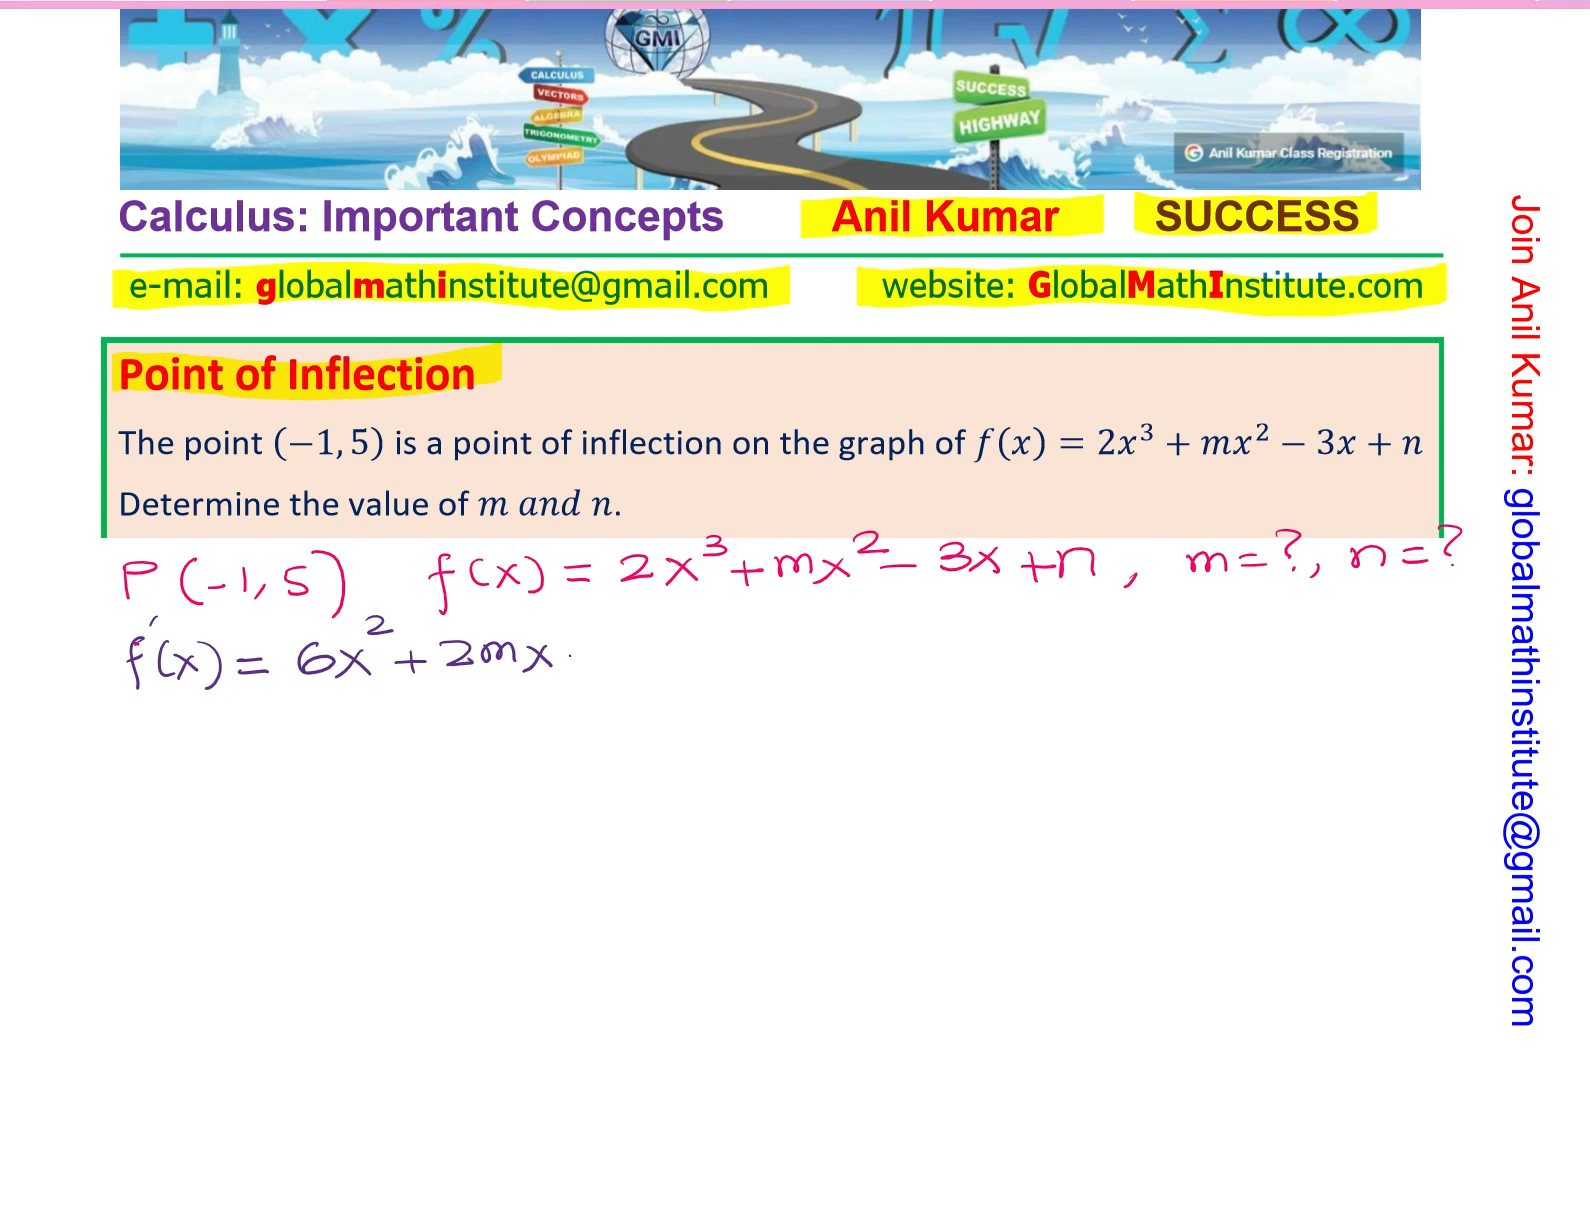 GMI
CALCULUS
VECTORS
ALGEBRA
TRIGONOMETRY
OLYMPIAD
SUCCESS
HIGHWAY
G Anil Kumar Class Registration
Calculus: Important Concepts Anil Kumar SUCCESS
e-mail: globalmathinstitute@gmail.com website: GlobalMathInstitute.com
Point of Inflection
The point (−1, 5) is a point of inflection on the graph of f(x) = 2x³ + mx² − 3x + n
Determine the value of m and n.
P(-1, 5) f(x) = 2x³ + mx² − 3x + n, m = ?, n = ?
f'(x) = 6x² + 2mx
Join Anil Kumar: globalmathinstitute@gmail.com